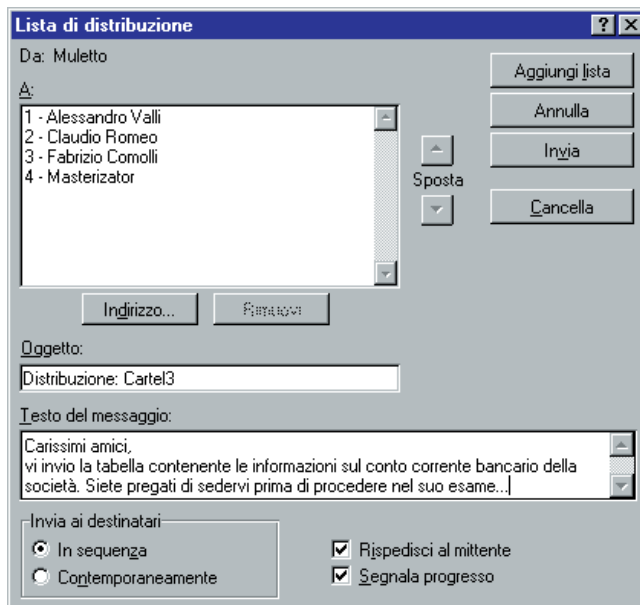 Lista di distribuzione
Da: Muletto
A:
1 - Alessandro Valli
2 - Claudio Romeo
3 - Fabrizio Comolli
4 - Masterizator
Sposta
Aggiungi lista
Annulla
Invia
Cancella
Indirizzo...
Rimuovi
Oggetto:
Distribuzione: Cartel3
Testo del messaggio:
Carissimi amici,
vi invio la tabella contenente le informazioni sul conto corrente bancario della
società. Siete pregati di sedervi prima di procedere nel suo esame...
Invia ai destinatari
In sequenza
Contemporaneamente
Rispedisci al mittente
Segnala progresso